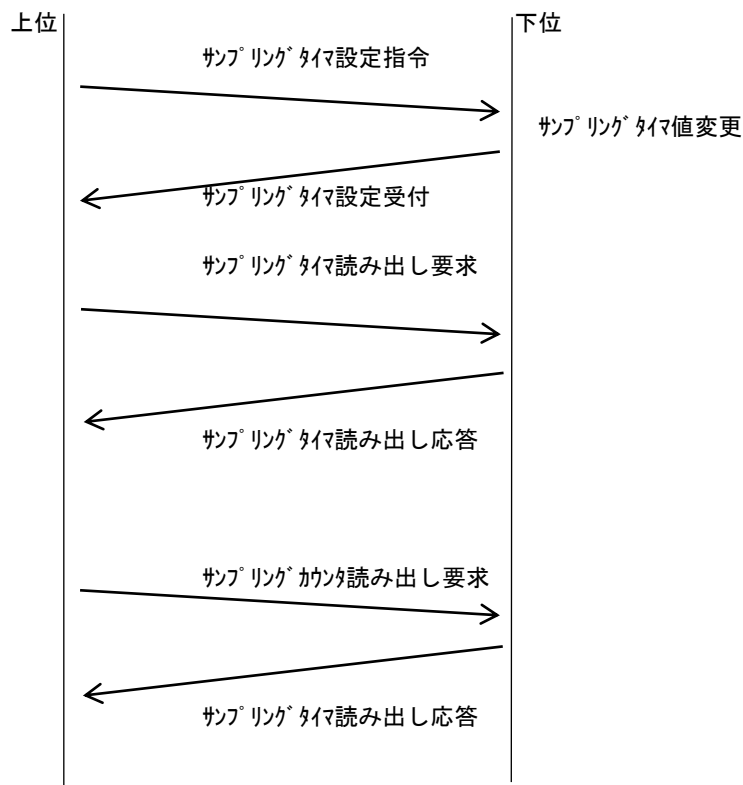 上位
下位
ｻﾝﾌﾟﾘﾝｸﾞﾀｲﾏ設定指令
ｻﾝﾌﾟﾘﾝｸﾞﾀｲﾏ値変更
ｻﾝﾌﾟﾘﾝｸﾞﾀｲﾏ設定受付
ｻﾝﾌﾟﾘﾝｸﾞﾀｲﾏ読み出し要求
ｻﾝﾌﾟﾘﾝｸﾞﾀｲﾏ読み出し応答
ｻﾝﾌﾟﾘﾝｸﾞｶｳﾝﾀ読み出し要求
ｻﾝﾌﾟﾘﾝｸﾞﾀｲﾏ読み出し応答